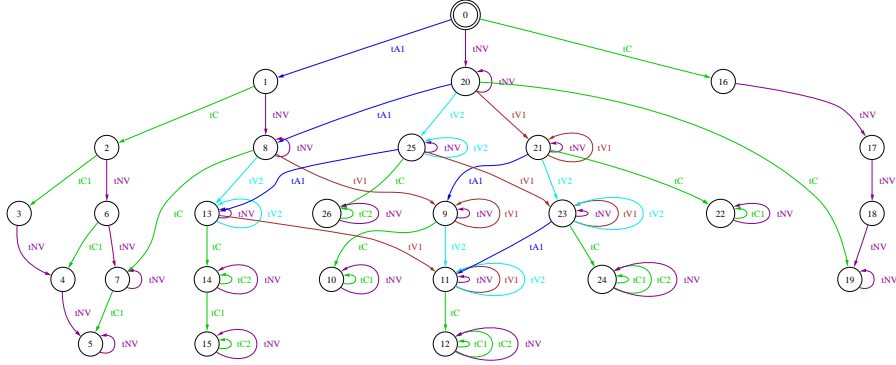 0
tA1 tNV tC
1 20 tNV 16
tC tNV tA1 tV2 tV1 tNV
2 8 tNV 25 tNV tV2 21 tNV tV1 17
tC1 tNV tV2 tV1 tA1 tC tV1 tA1 tV2 tC tC tNV
3 6 13 tNV tV2 26 tC2 tNV 9 tNV tV1 23 tNV tV1 tV2 22 tC1 tNV 18
tNV tC1 tNV tC tC tV1 tC tV2 tA1 tC tNV
4 7 tNV 14 tC2 tNV 10 tC1 tNV 11 tNV tV1 tV2 24 tC1 tC2 tNV 19 tNV
tNV tC1 tC1 tC
5 tNV 15 tC2 tNV 12 tC1 tC2 tNV